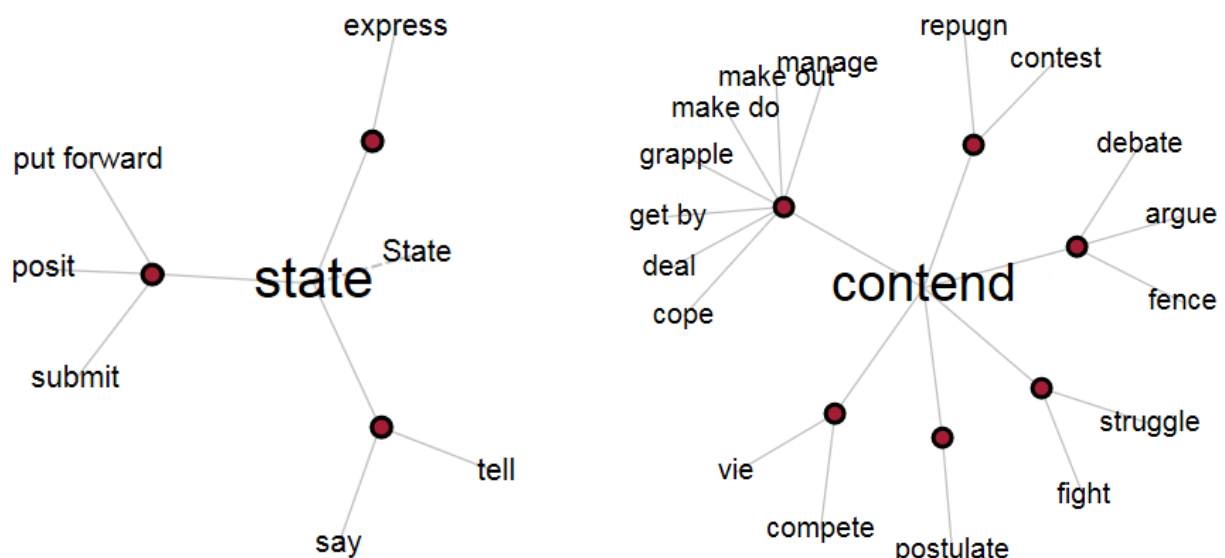 express
put forward
State
posit
state
submit
tell
say
repugn
contest
manage
make out
make do
debate
grapple
argue
get by
deal
contend
fence
cope
struggle
vie
fight
compete
postulate